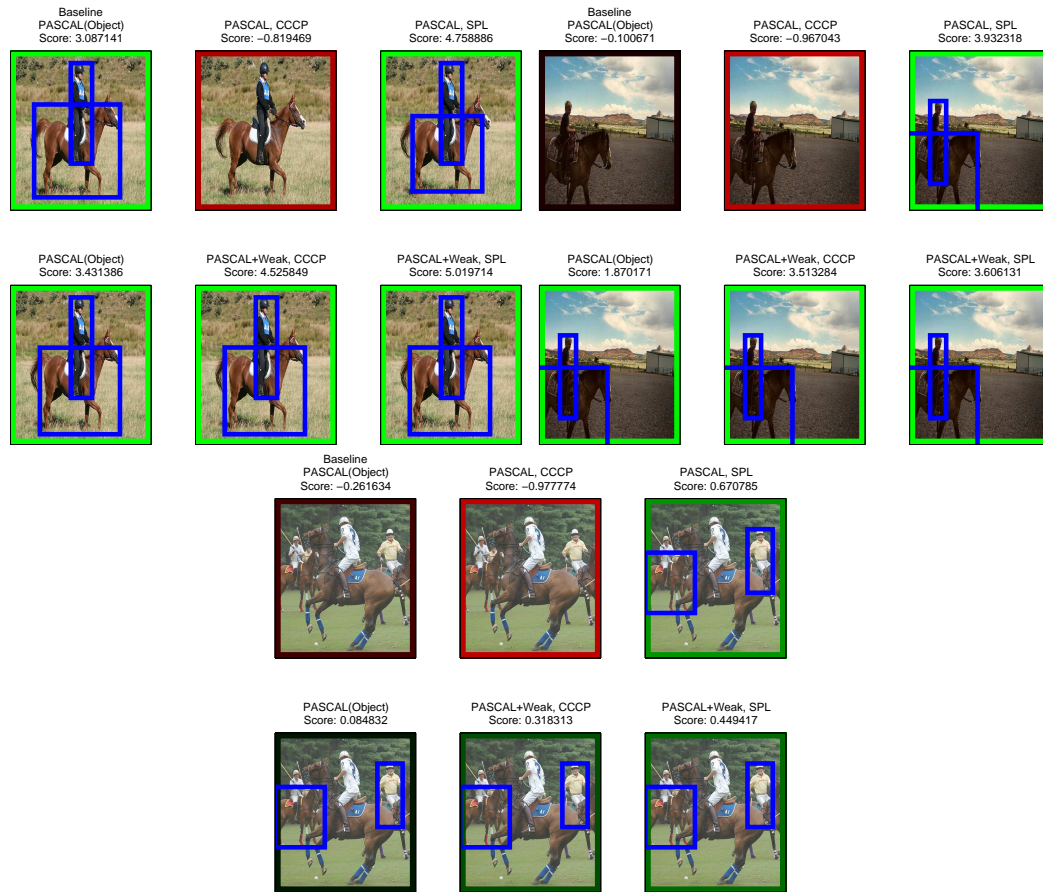 Baseline
PASCAL(Object)
Score: 3.087141
PASCAL, CCCP
Score: −0.819469
PASCAL, SPL
Score: 4.758886
Baseline
PASCAL(Object)
Score: −0.100671
PASCAL, CCCP
Score: −0.967043
PASCAL, SPL
Score: 3.932318
PASCAL(Object)
Score: 3.431386
PASCAL+Weak, CCCP
Score: 4.525849
PASCAL+Weak, SPL
Score: 5.019714
PASCAL(Object)
Score: 1.870171
PASCAL+Weak, CCCP
Score: 3.513284
PASCAL+Weak, SPL
Score: 3.606131
Baseline
PASCAL(Object)
Score: −0.261634
PASCAL, CCCP
Score: −0.977774
PASCAL, SPL
Score: 0.670785
PASCAL(Object)
Score: 0.084832
PASCAL+Weak, CCCP
Score: 0.318313
PASCAL+Weak, SPL
Score: 0.449417